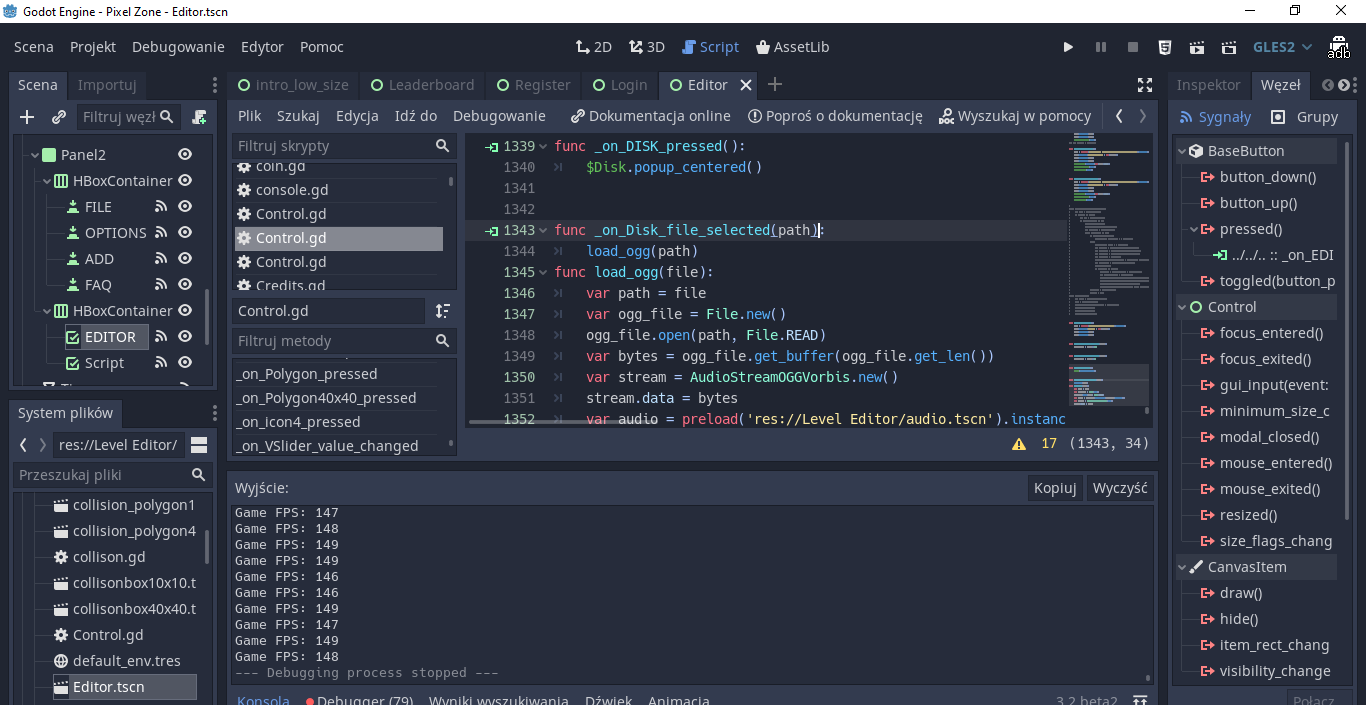 Godot Engine - Pixel Zone - Editor.tscn
Scena Projekt Debugowanie Edytor Pomoc
2D 3D Script AssetLib
GLES2
adb
Scena Importuj
Filtruj węzł
Panel2
HBoxContainer
FILE
OPTIONS
ADD
FAQ
HBoxContainer
EDITOR
Script
System plików
res://Level Editor/
Przeszukaj pliki
collision_polygon1
collision_polygon4
collison.gd
collisonbox10x10.t
collisonbox40x40.t
Control.gd
default_env.tres
Editor.tscn
intro_low_size Leaderboard Register Login Editor
Plik Szukaj Edycja Idź do Debugowanie Dokumentacja online Poproś o dokumentację Wyszukaj w pomocy
Filtruj skrypty
coin.gd
console.gd
Control.gd
Control.gd
Control.gd
Credits.gd
Control.gd
Filtruj metody
_on_Polygon_pressed
_on_Polygon40x40_pressed
_on_Icon4_pressed
_on_VSlider_value_changed
1339 func _on_DISK_pressed():
1340 $Disk.popup_centered()
1341
1342
1343 func _on_Disk_file_selected(path):
1344 load_ogg(path)
1345 func load_ogg(file):
1346 var path = file
1347 var ogg_file = File.new()
1348 ogg_file.open(path, File.READ)
1349 var bytes = ogg_file.get_buffer(ogg_file.get_len())
1350 var stream = AudioStreamOGGVorbis.new()
1351 stream.data = bytes
1352 var audio = preload('res://Level Editor/audio.tscn').instanc
17 (1343, 34)
Wyjście: Kopiuj Wyczyść
Game FPS: 147
Game FPS: 148
Game FPS: 149
Game FPS: 149
Game FPS: 146
Game FPS: 146
Game FPS: 149
Game FPS: 147
Game FPS: 149
Game FPS: 148
--- Debugging process stopped ---
Konsola Debugger (79) Wyniki wyszukiwania Dźwięk Animacja 3.2.beta2
Inspektor Węzeł
Sygnały Grupy
BaseButton
button_down()
button_up()
pressed()
../../.. :: _on_EDI
toggled(button_p
Control
focus_entered()
focus_exited()
gui_input(event:
minimum_size_c
modal_closed()
mouse_entered()
mouse_exited()
resized()
size_flags_chang
CanvasItem
draw()
hide()
item_rect_chang
visibility_change
Połącz